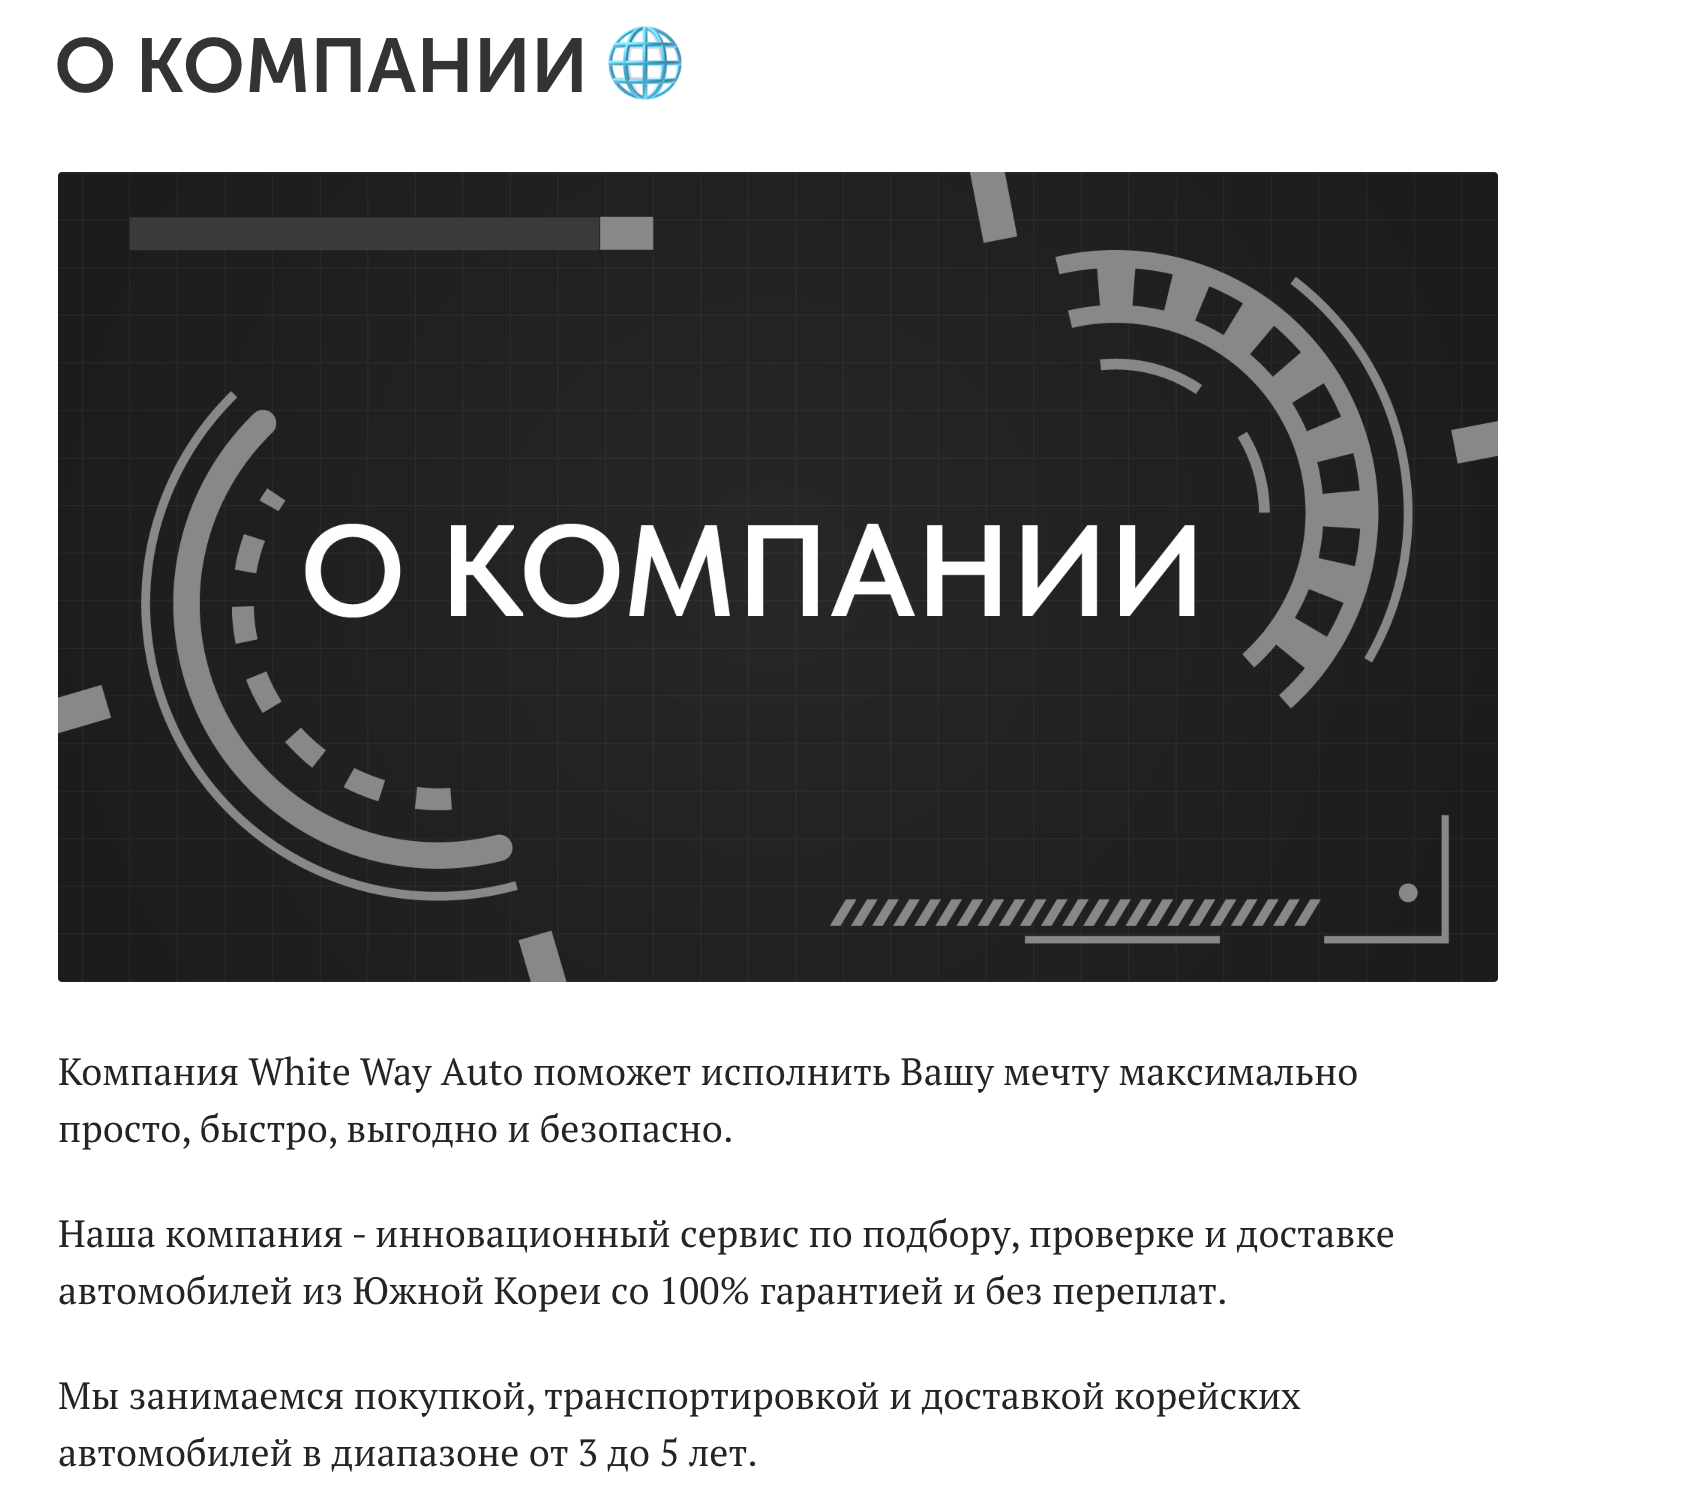 О КОМПАНИИ 🌐
О КОМПАНИИ
Компания White Way Auto поможет исполнить Вашу мечту максимально
просто, быстро, выгодно и безопасно.
Наша компания - инновационный сервис по подбору, проверке и доставке
автомобилей из Южной Кореи со 100% гарантией и без переплат.
Мы занимаемся покупкой, транспортировкой и доставкой корейских
автомобилей в диапазоне от 3 до 5 лет.